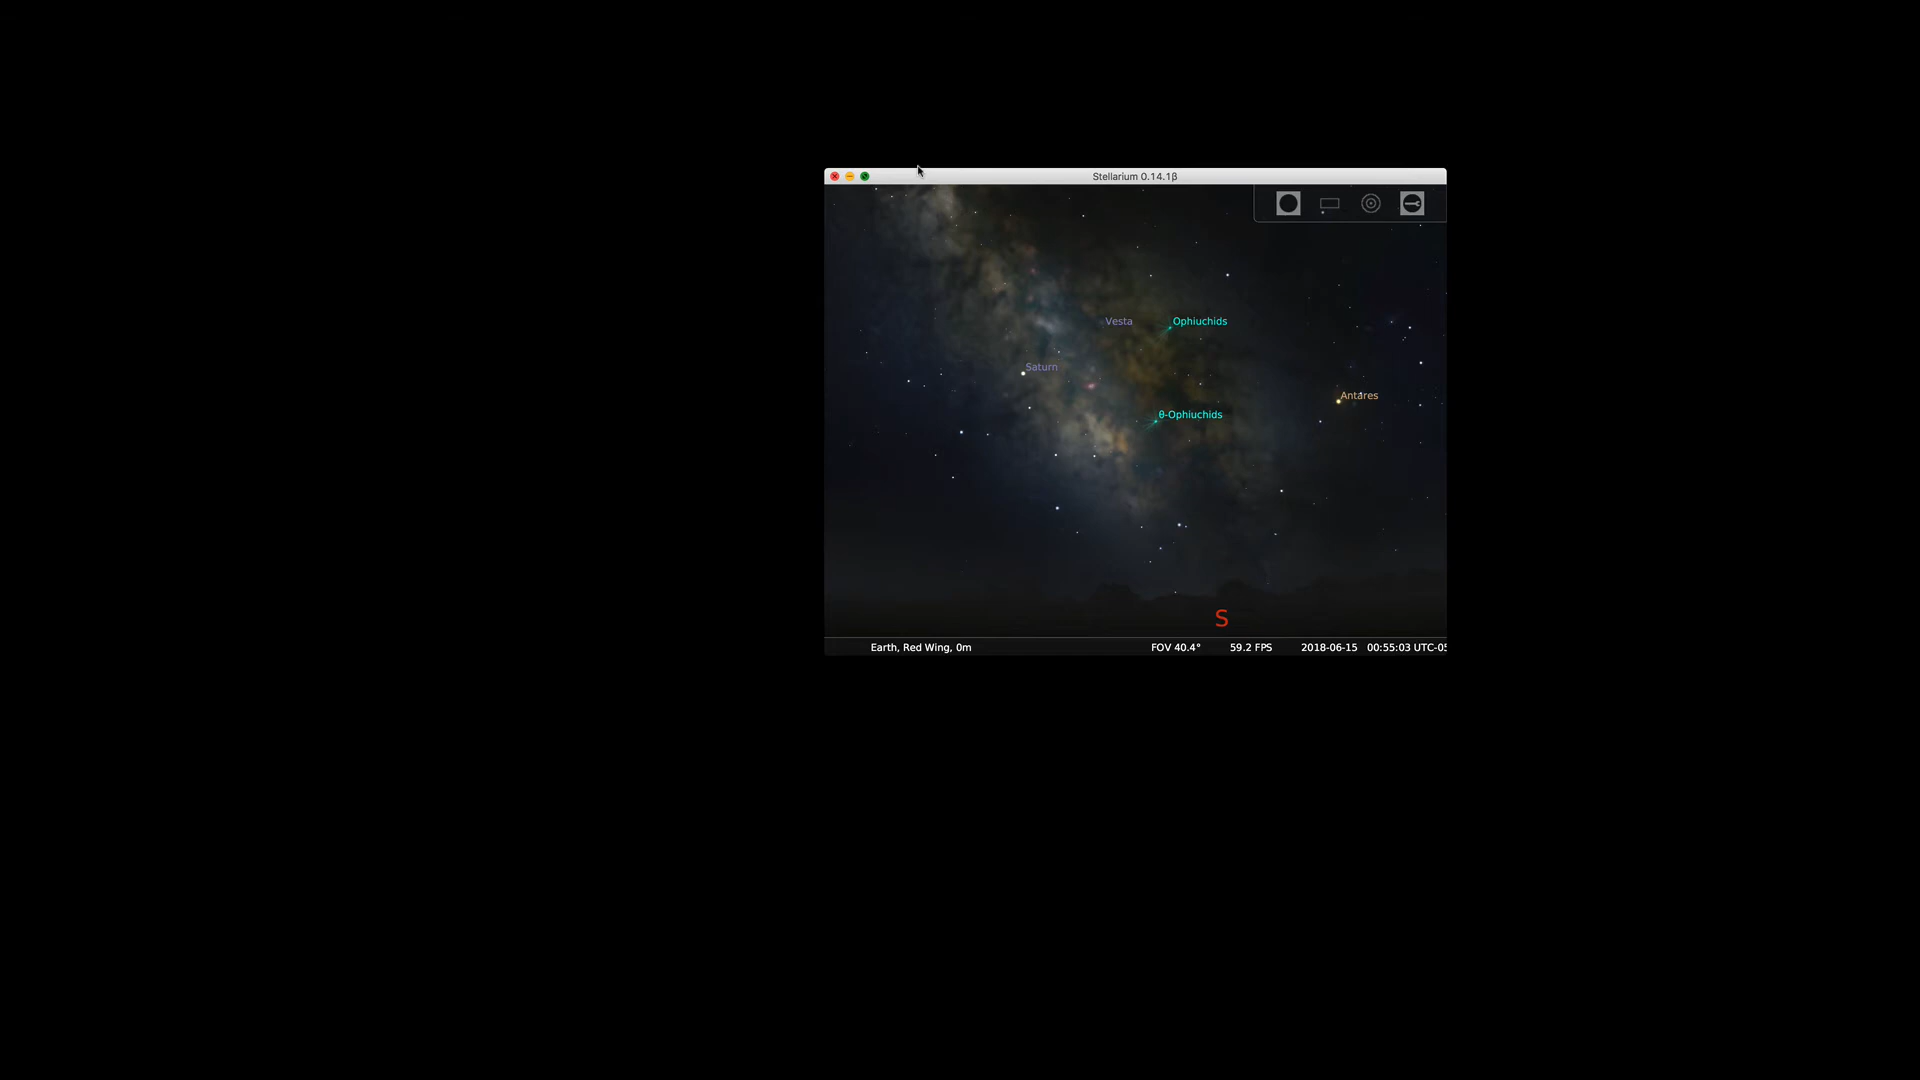 Stellarium 0.14.1β
Vesta
Ophiuchids
Saturn
Antares
θ-Ophiuchids
S
Earth, Red Wing, 0m FOV 40.4° 59.2 FPS 2018-06-15 00:55:03 UTC-05